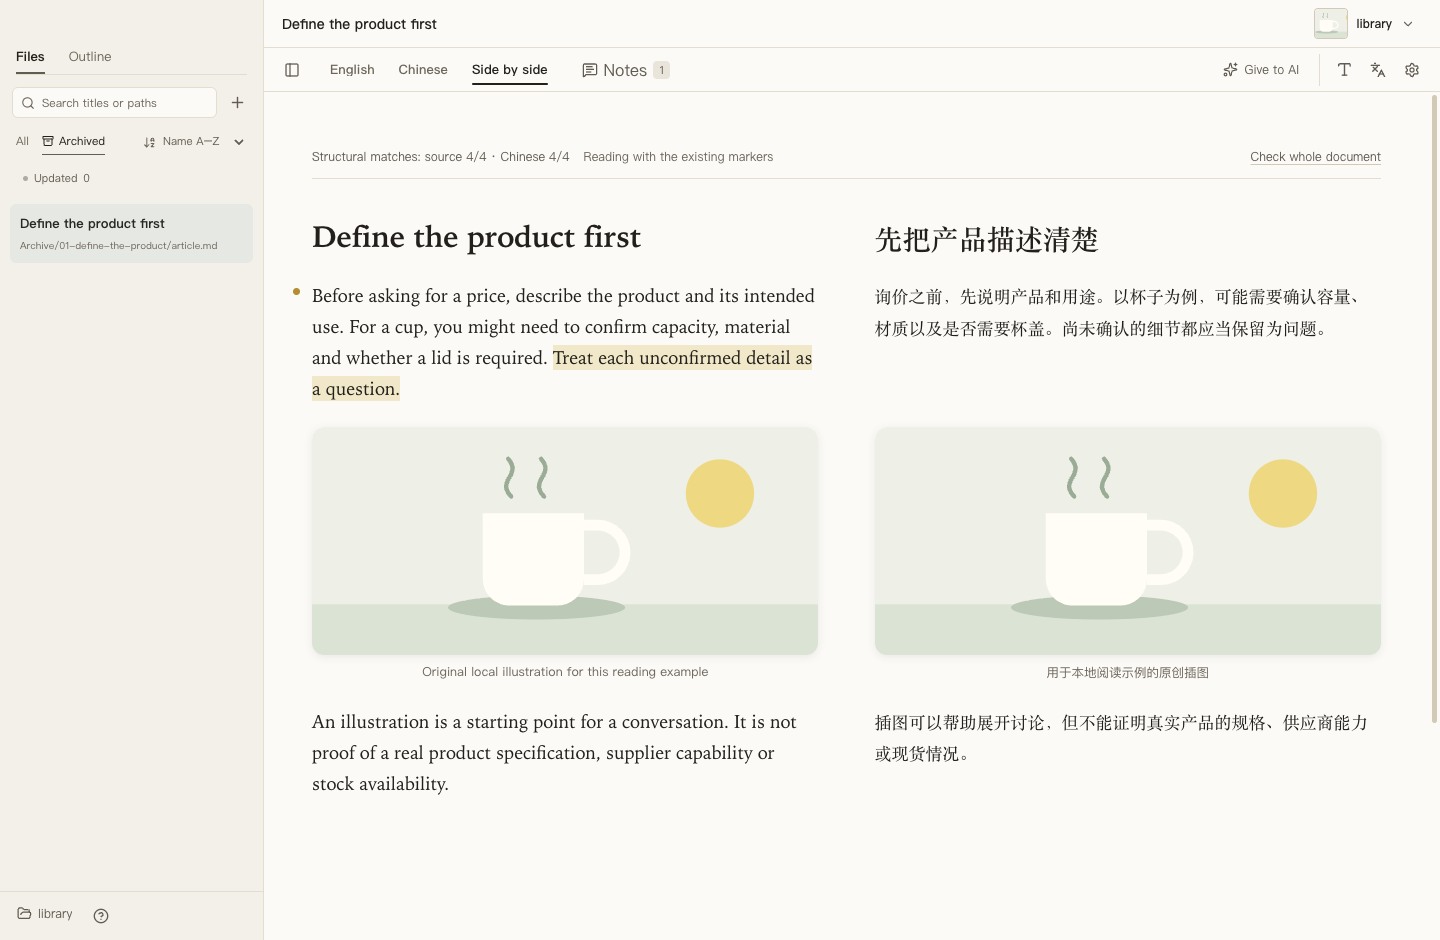 Define the product first
library
Files
Outline
English
Chinese
Side by side
Notes
1
Give to AI
Search titles or paths
All
Archived
Name A–Z
Updated 0
Define the product first
Archive/01-define-the-product/article.md
Structural matches: source 4/4 · Chinese 4/4
Reading with the existing markers
Check whole document
Define the product first
Before asking for a price, describe the product and its intended
use. For a cup, you might need to confirm capacity, material
and whether a lid is required. Treat each unconfirmed detail as
a question.
先把产品描述清楚
询价之前，先说明产品和用途。以杯子为例，可能需要确认容量、
材质以及是否需要杯盖。尚未确认的细节都应当保留为问题。
Original local illustration for this reading example
用于本地阅读示例的原创插图
An illustration is a starting point for a conversation. It is not
proof of a real product specification, supplier capability or
stock availability.
插图可以帮助展开讨论，但不能证明真实产品的规格、供应商能力
或现货情况。
library